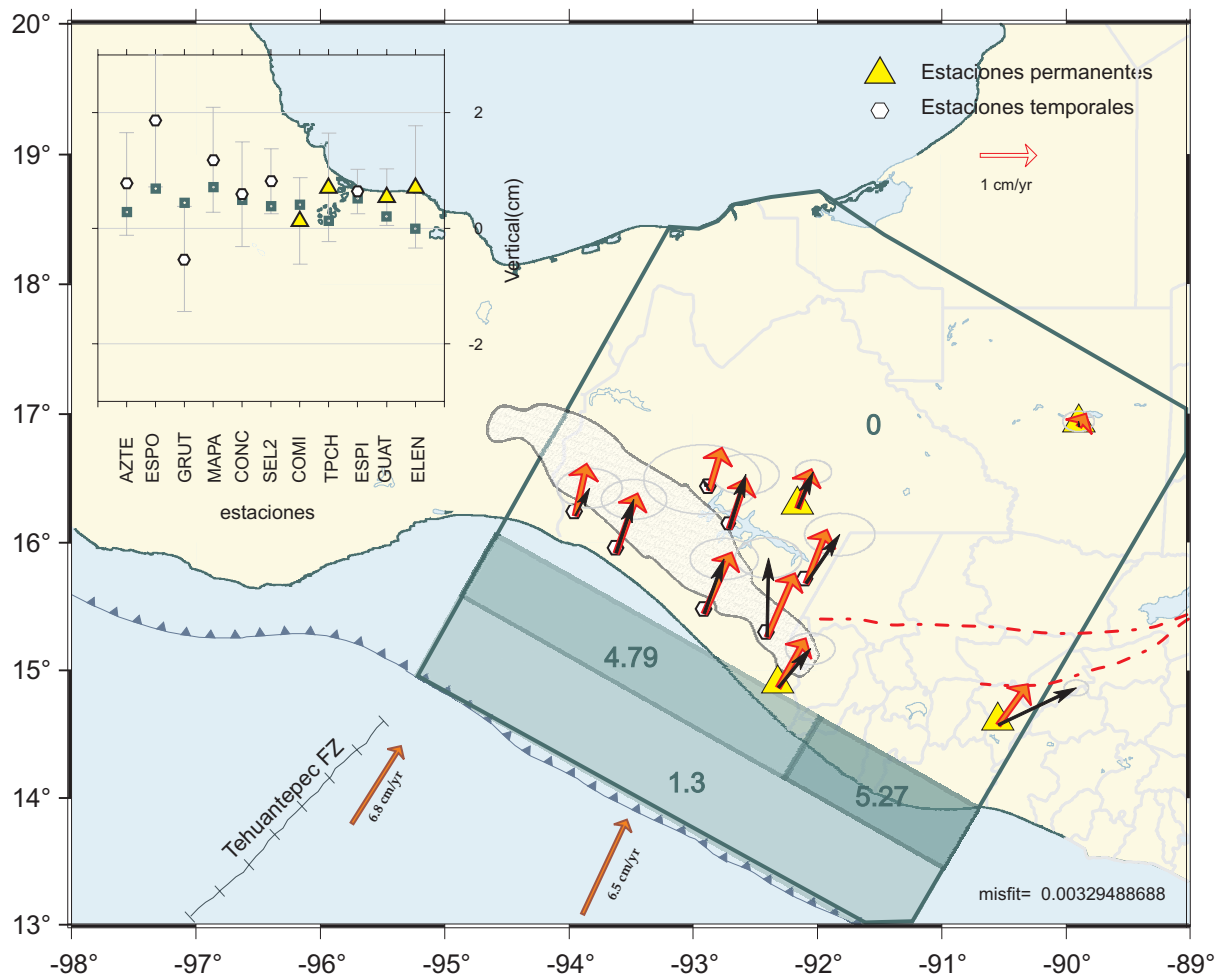 20°
19°
18°
17°
16°
15°
14°
13°
-98°
-97°
-96°
-95°
-94°
-93°
-92°
-91°
-90°
-89°
Estaciones permanentes
Estaciones temporales
1 cm/yr
2
0
-2
Vertical(cm)
AZTE
ESPO
GRUT
MAPA
CONC
SEL2
COMI
TPCH
ESPI
GUAT
ELEN
estaciones
0
4.79
1.3
5.27
Tehuantepec FZ
6.8 cm/yr
6.5 cm/yr
misfit= 0.00329488688